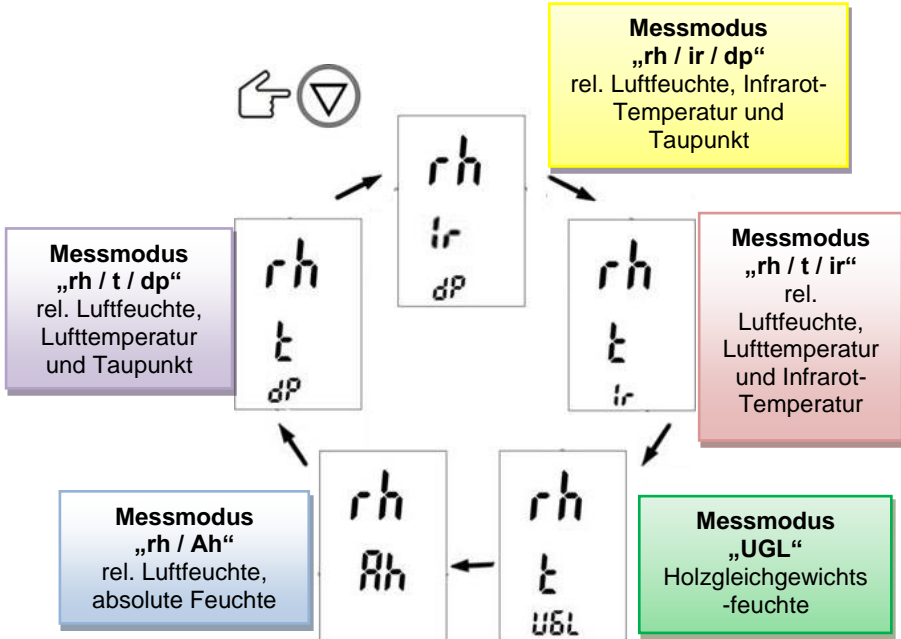 Messmodus
„rh / ir / dp“
rel. Luftfeuchte, Infrarot-
Temperatur und
Taupunkt
rh
Ir
dP
Messmodus
„rh / t / dp“
rel. Luftfeuchte,
Lufttemperatur
und Taupunkt
rh
t
dP
rh
t
Ir
Messmodus
„rh / t / ir“
rel.
Luftfeuchte,
Lufttemperatur
und Infrarot-
Temperatur
Messmodus
„rh / Ah“
rel. Luftfeuchte,
absolute Feuchte
rh
Ah
rh
t
UGL
Messmodus
„UGL“
Holzgleichgewichts
-feuchte